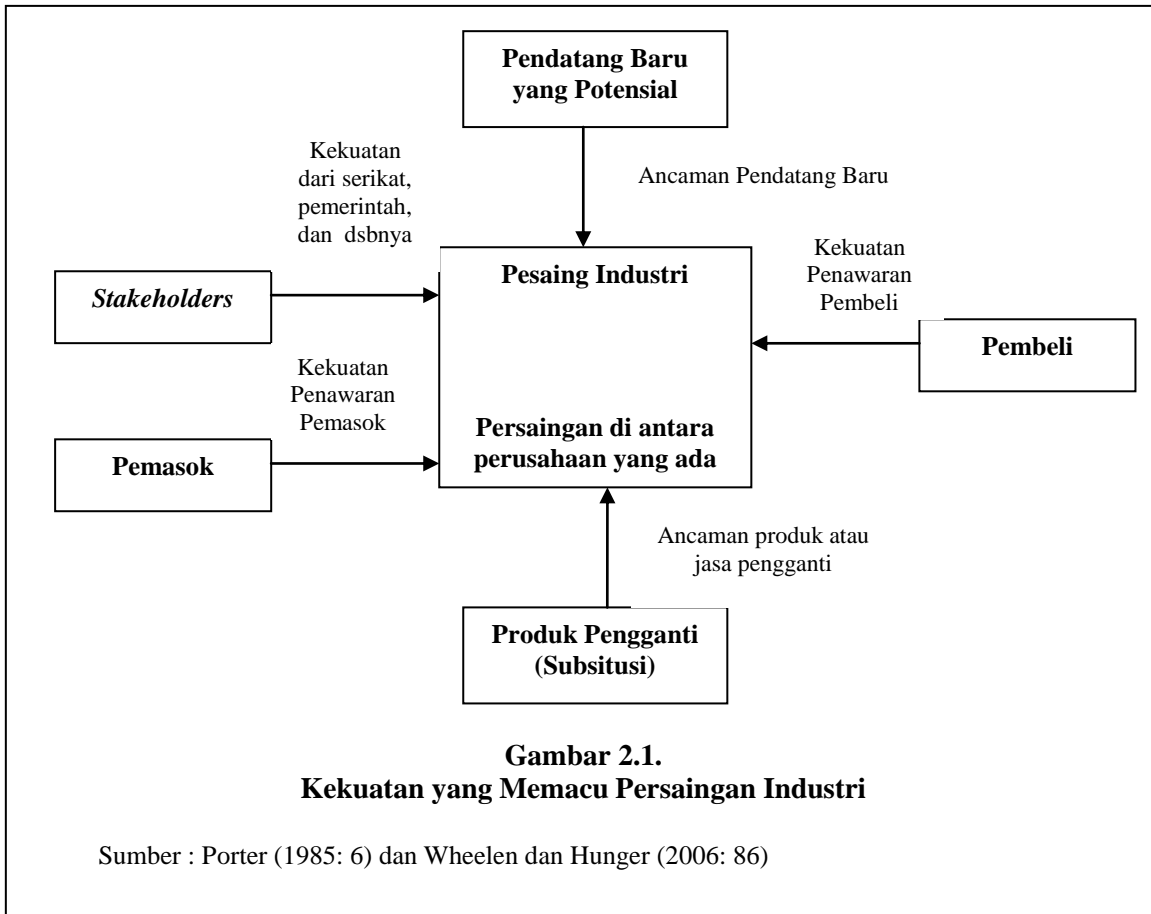 Pendatang Baru
yang Potensial
Kekuatan
dari serikat,
pemerintah,
dan dsbnya
Ancaman Pendatang Baru
Stakeholders
Pesaing Industri
Kekuatan
Penawaran
Pembeli
Pembeli
Kekuatan
Penawaran
Pemasok
Pemasok
Persaingan di antara
perusahaan yang ada
Ancaman produk atau
jasa pengganti
Produk Pengganti
(Subsitusi)
Gambar 2.1.
Kekuatan yang Memacu Persaingan Industri
Sumber : Porter (1985: 6) dan Wheelen dan Hunger (2006: 86)